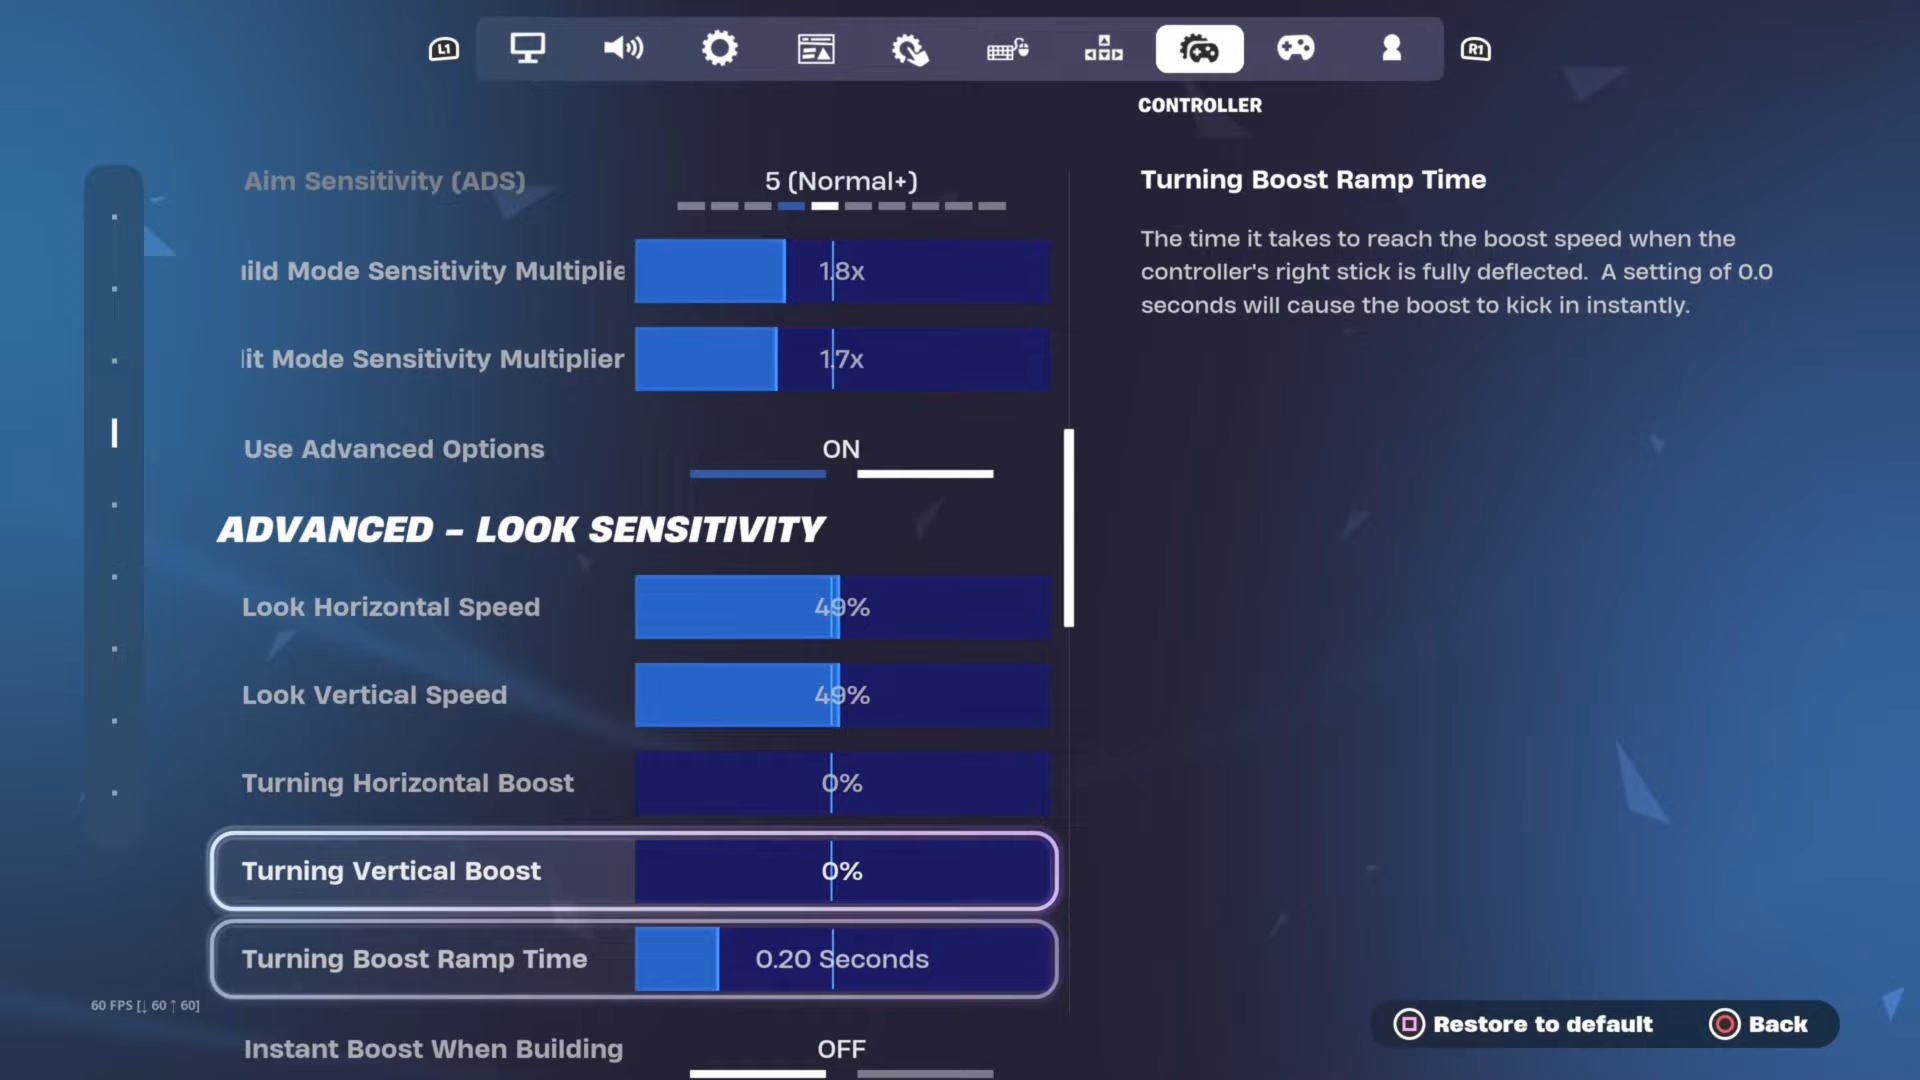 L1
R1
CONTROLLER
Aim Sensitivity (ADS)
5 (Normal+)
ild Mode Sensitivity Multiplie
1.8x
lit Mode Sensitivity Multiplier
1.7x
Use Advanced Options
ON
ADVANCED - LOOK SENSITIVITY
Look Horizontal Speed
49%
Look Vertical Speed
49%
Turning Horizontal Boost
0%
Turning Vertical Boost
0%
Turning Boost Ramp Time
0.20 Seconds
Instant Boost When Building
OFF
Turning Boost Ramp Time
The time it takes to reach the boost speed when the
controller's right stick is fully deflected. A setting of 0.0
seconds will cause the boost to kick in instantly.
60 FPS [↓ 60 ↑ 60]
Restore to default
Back